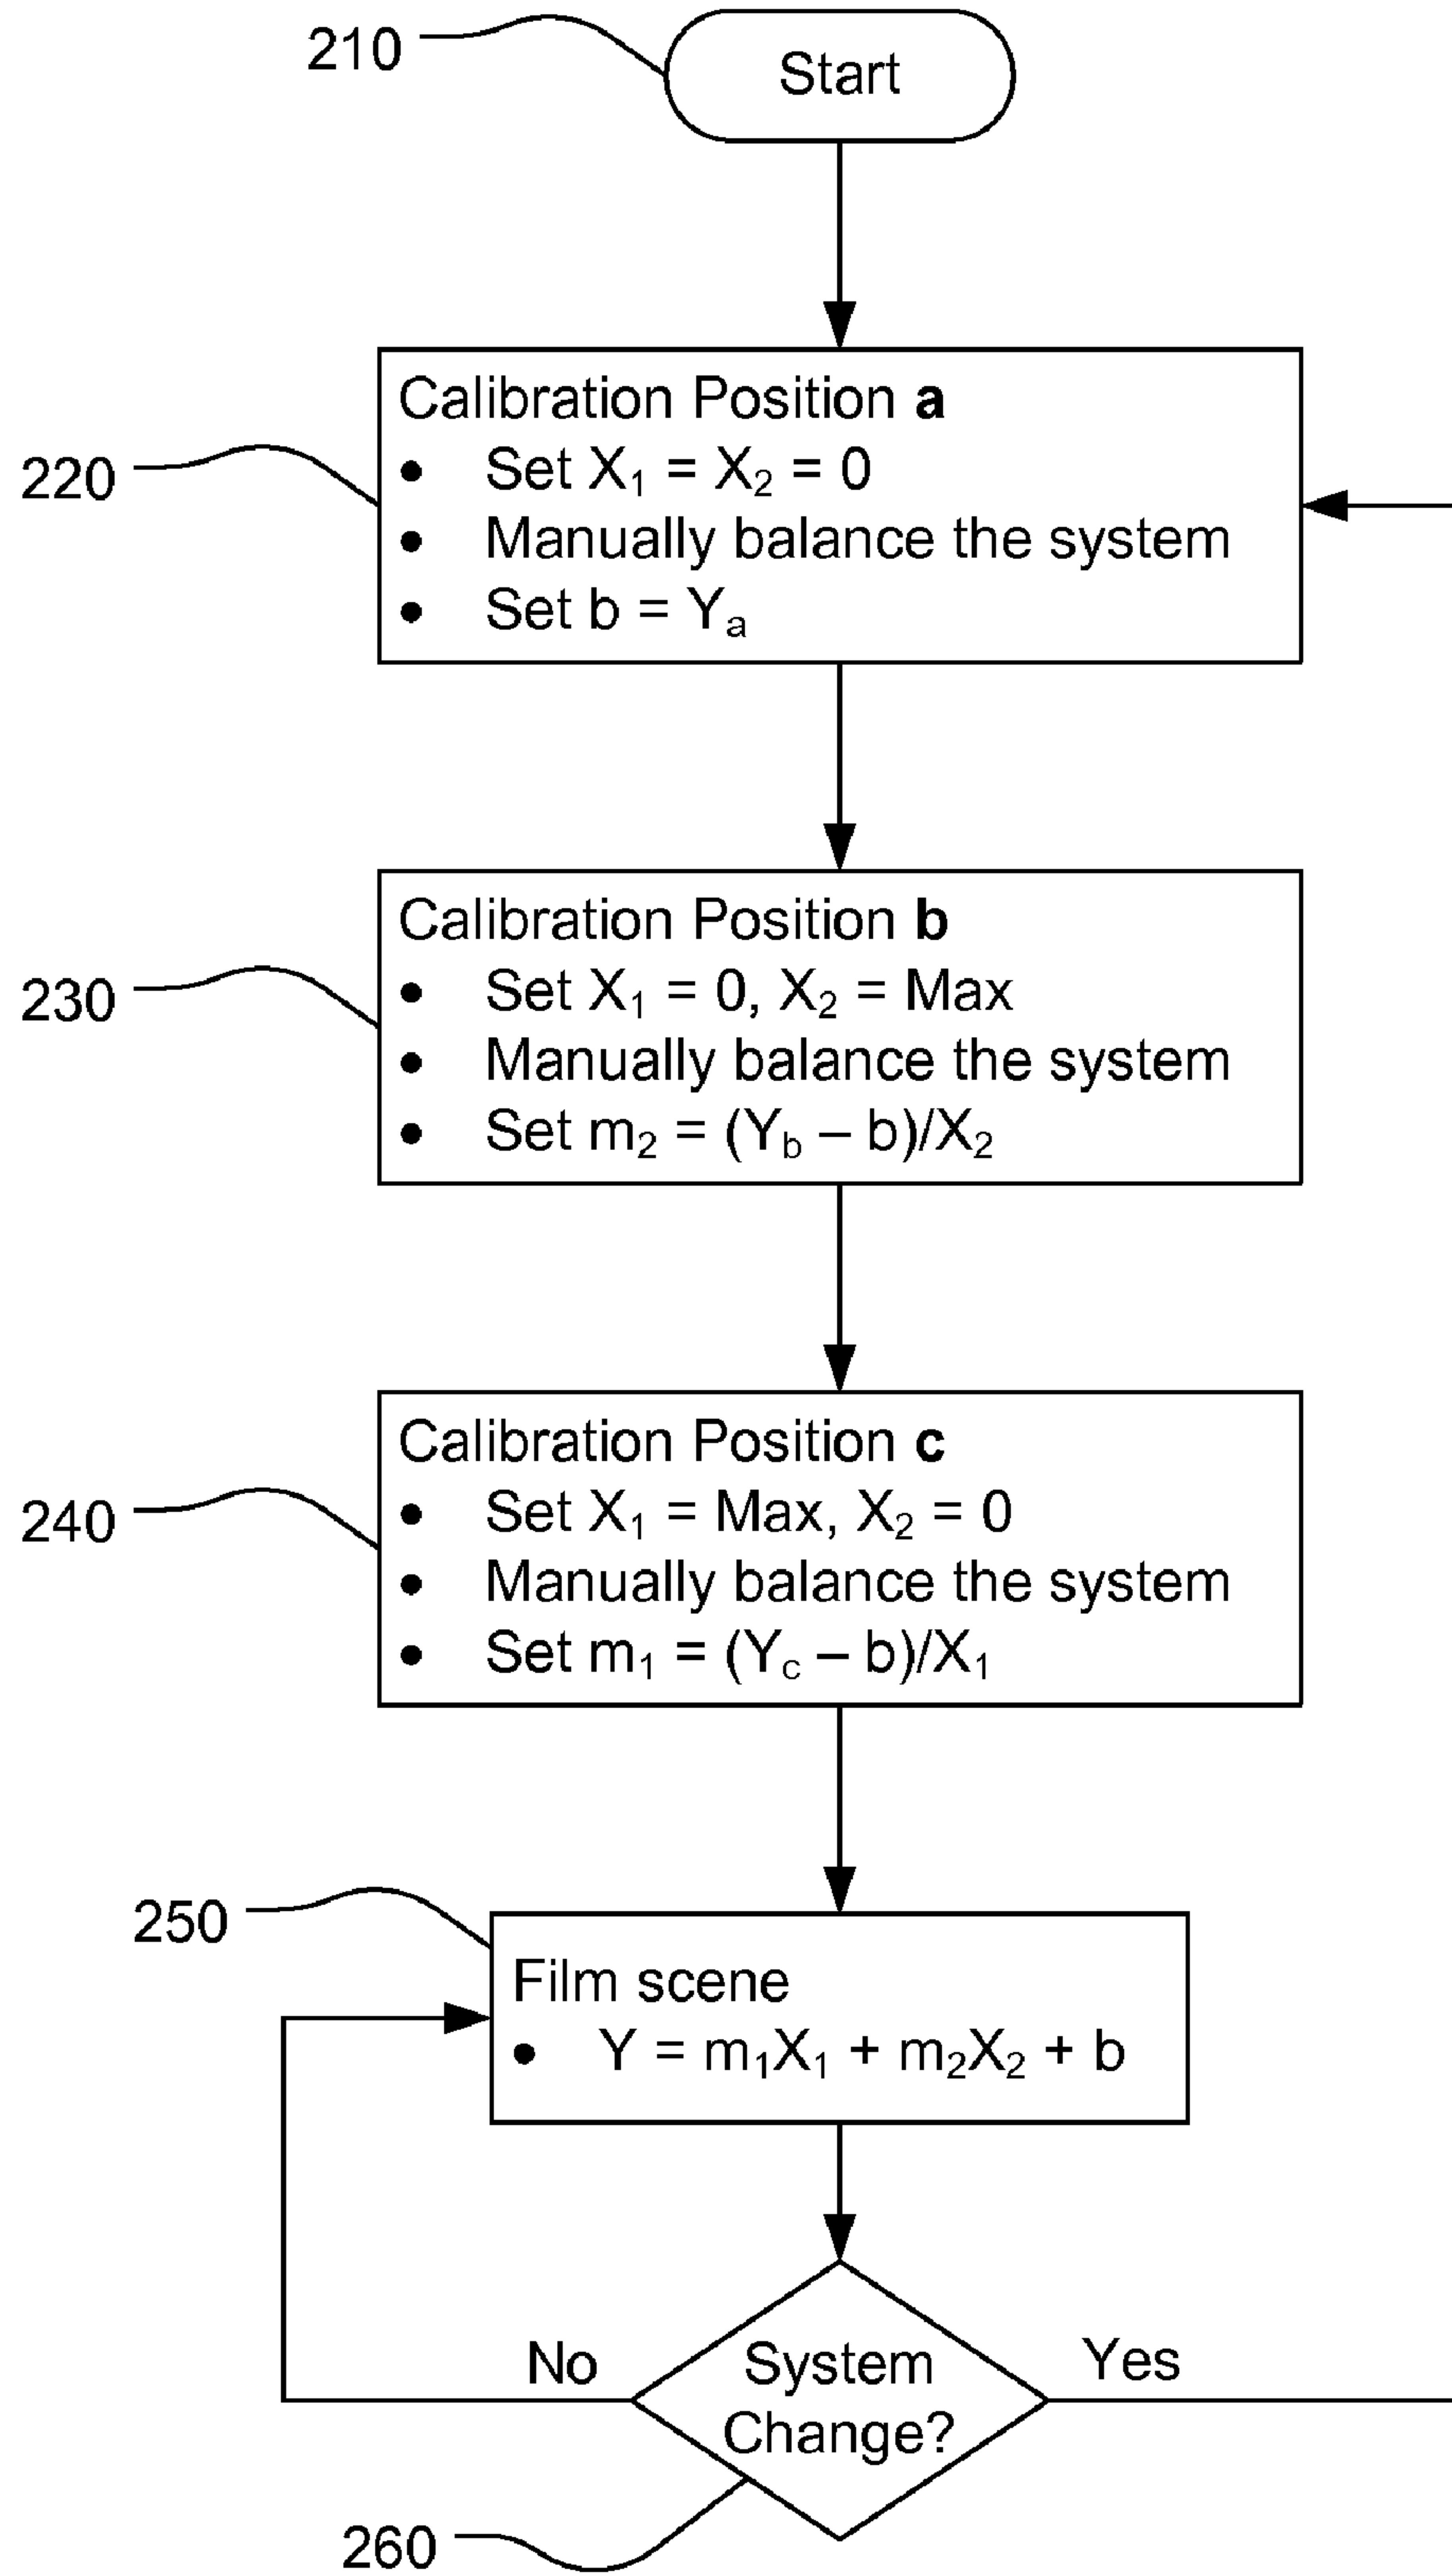 210
Start
Calibration Position a
220
• Set X₁ = X₂ = 0
• Manually balance the system
• Set b = Yₐ
Calibration Position b
230
• Set X₁ = 0, X₂ = Max
• Manually balance the system
• Set m₂ = (Y_b – b)/X₂
Calibration Position c
240
• Set X₁ = Max, X₂ = 0
• Manually balance the system
• Set m₁ = (Y_c – b)/X₁
250
Film scene
• Y = m₁X₁ + m₂X₂ + b
No
System
Change?
Yes
260